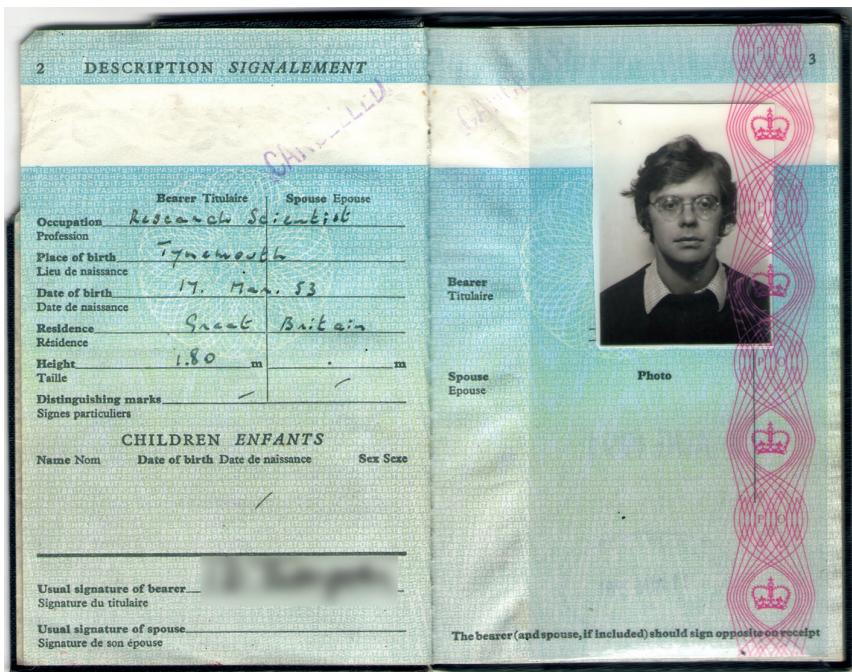 2 DESCRIPTION SIGNALEMENT
CANCELLED
Bearer Titulaire Spouse Epouse
Occupation Research Scientist
Profession
Place of birth Tynemouth
Lieu de naissance
Date of birth 17. Mar. 53
Date de naissance
Residence Great Britain
Résidence
Height 1.80 m . m
Taille
Distinguishing marks
Signes particuliers
CHILDREN ENFANTS
Name Nom Date of birth Date de naissance Sex Sexe
Usual signature of bearer
Signature du titulaire
Usual signature of spouse
Signature de son épouse
3
Bearer
Titulaire
Spouse
Epouse
Photo
The bearer (and spouse, if included) should sign opposite on receipt